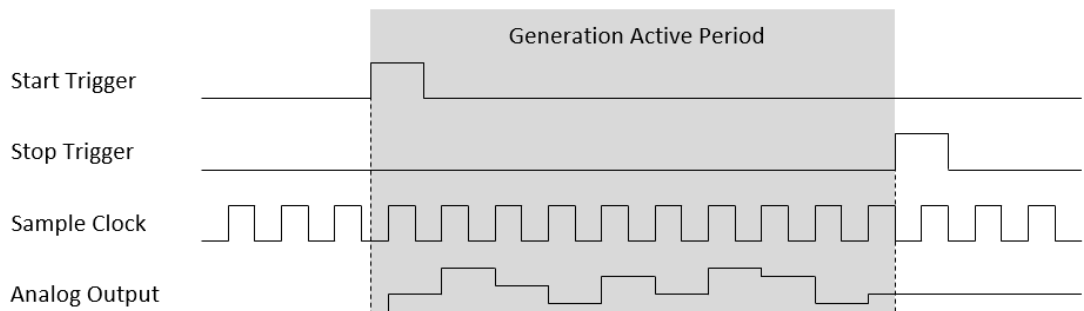 Generation Active Period
Start Trigger
Stop Trigger
Sample Clock
Analog Output